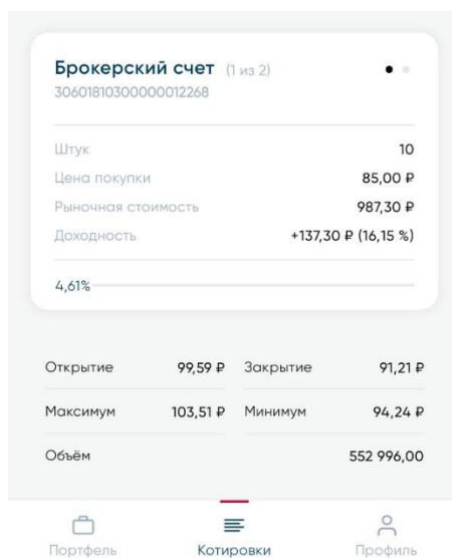 Брокерский счет (1 из 2)
30601810300000012268
Штук 10
Цена покупки 85,00 ₽
Рыночная стоимость 987,30 ₽
Доходность +137,30 ₽ (16,15 %)
4,61%
Открытие 99,59 ₽ Закрытие 91,21 ₽
Максимум 103,51 ₽ Минимум 94,24 ₽
Объём 552 996,00
Портфель Котировки Профиль